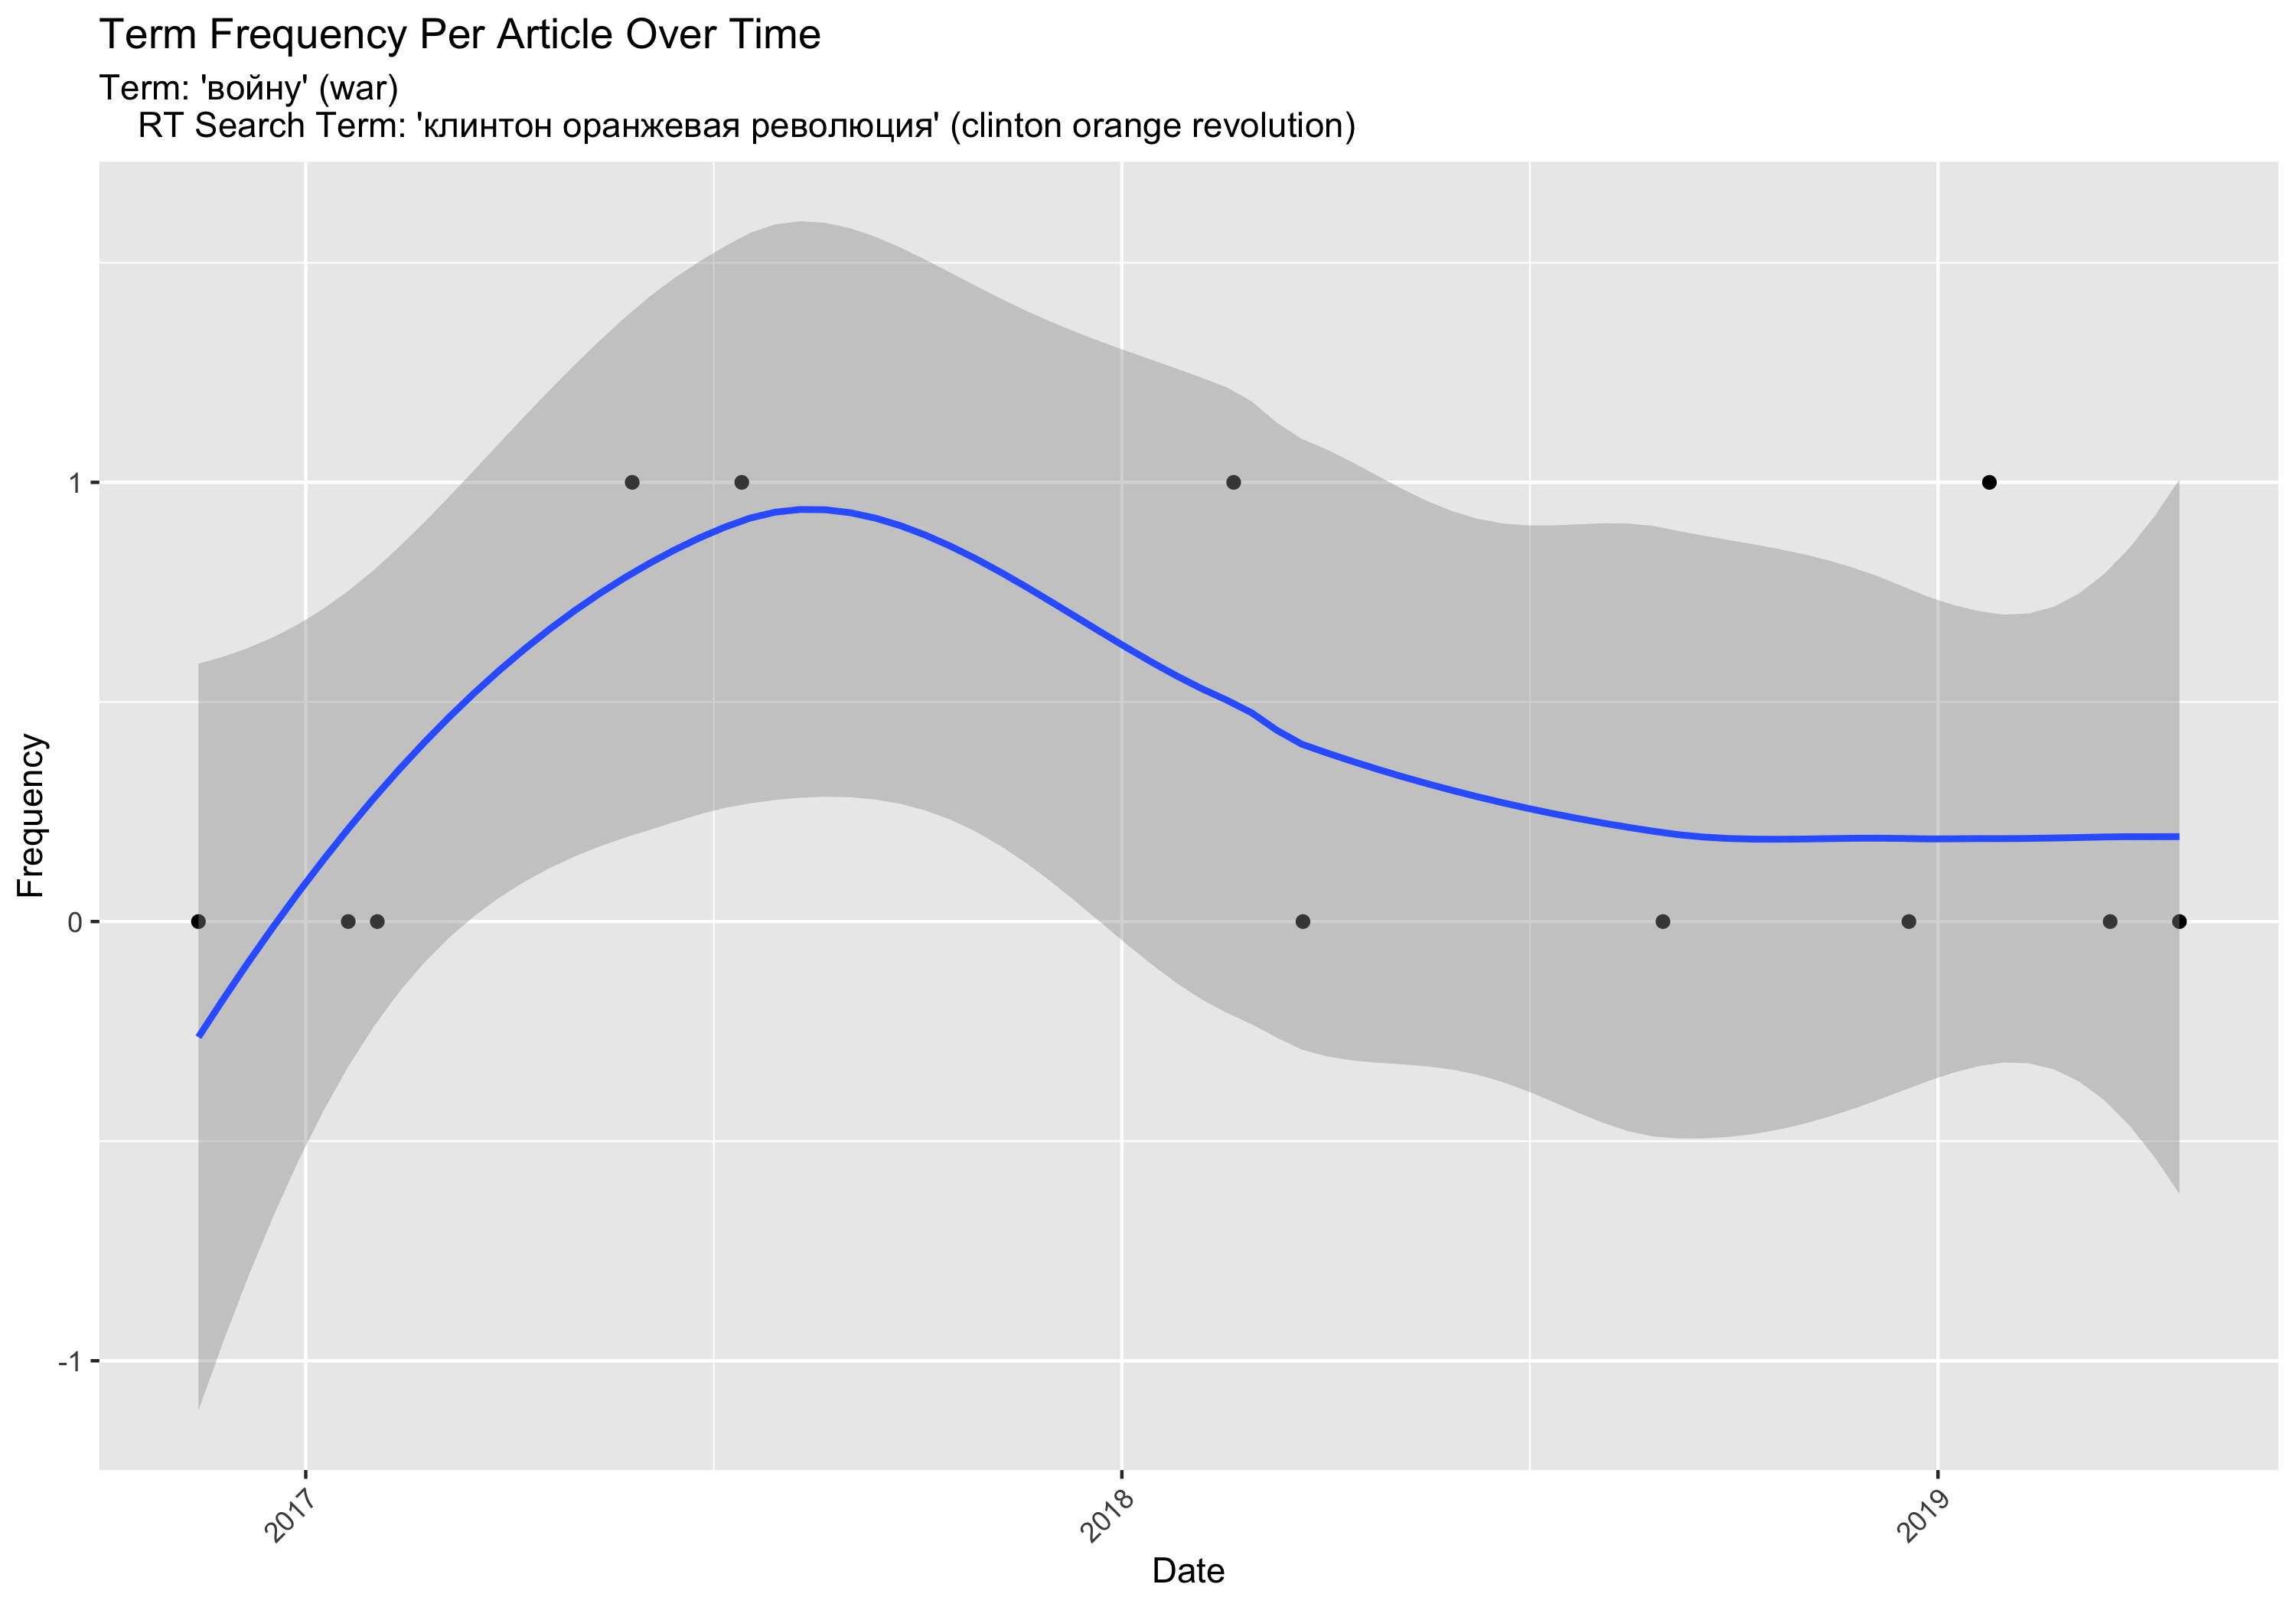 Term Frequency Per Article Over Time
Term: 'войну' (war)
RT Search Term: 'клинтон оранжевая революция' (clinton orange revolution)
Frequency
1
0
-1
2017
2018
2019
Date